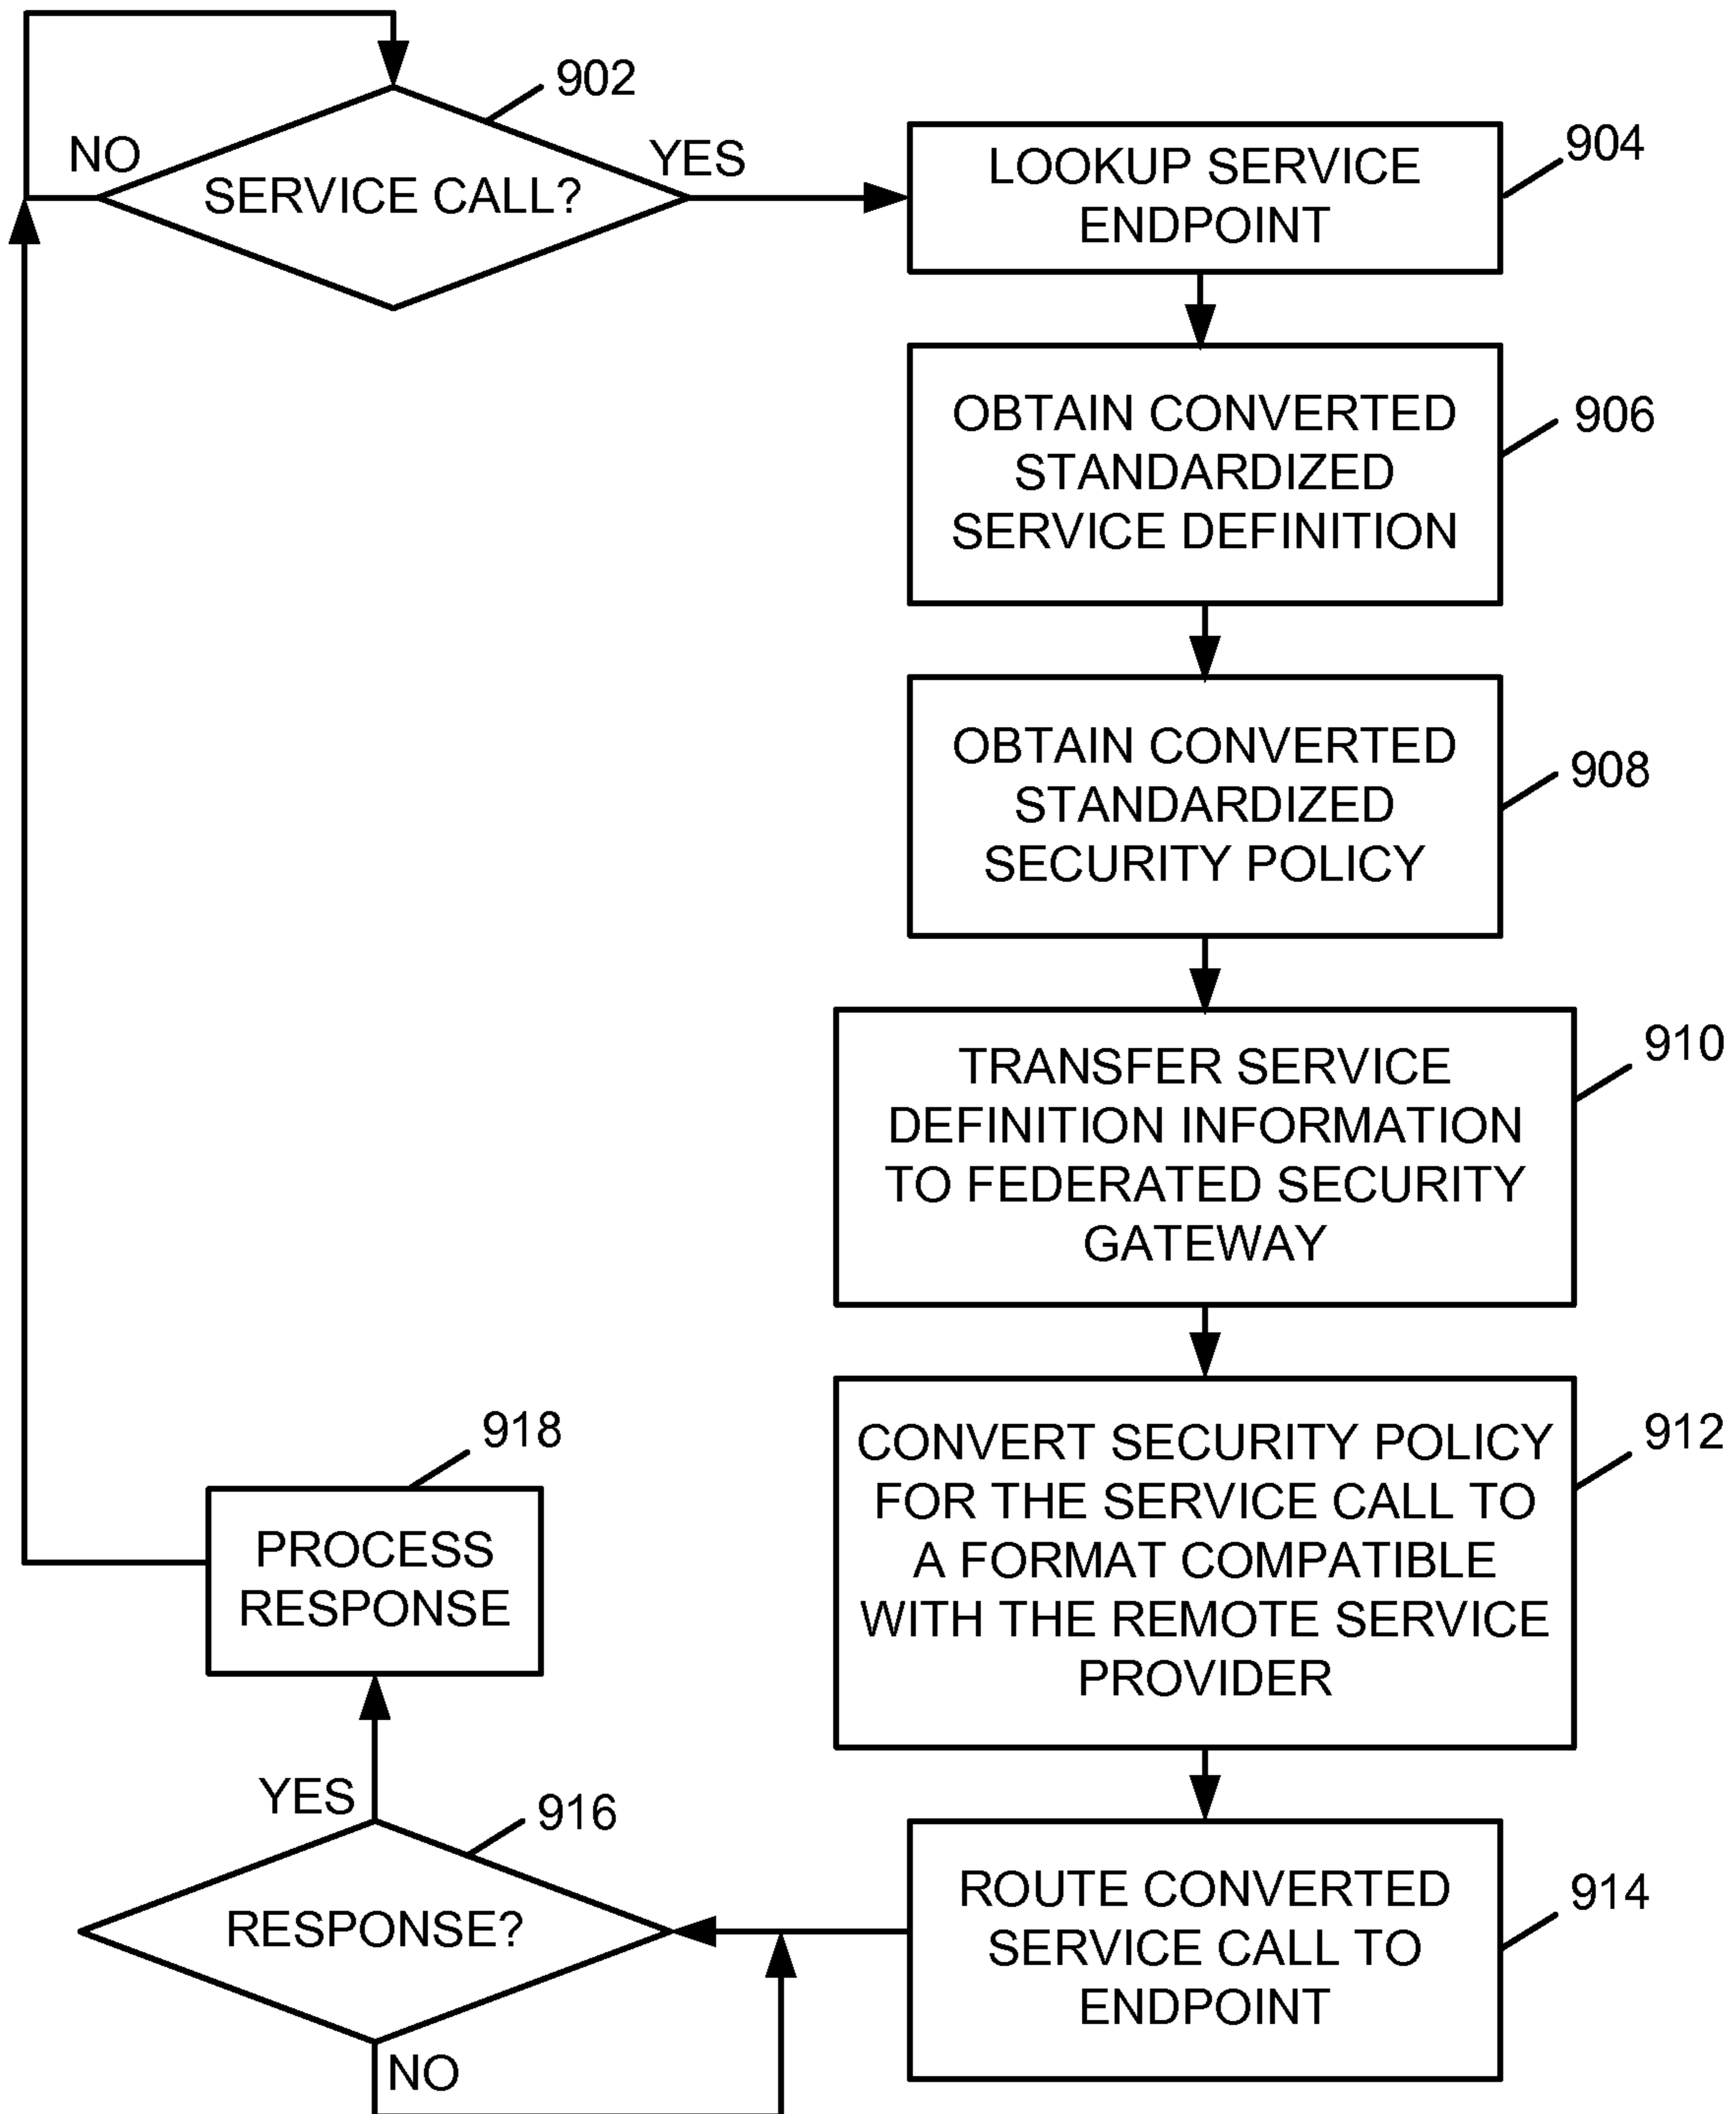 902
NO
SERVICE CALL?
YES
LOOKUP SERVICE
ENDPOINT
904
OBTAIN CONVERTED
STANDARDIZED
SERVICE DEFINITION
906
OBTAIN CONVERTED
STANDARDIZED
SECURITY POLICY
908
TRANSFER SERVICE
DEFINITION INFORMATION
TO FEDERATED SECURITY
GATEWAY
910
CONVERT SECURITY POLICY
FOR THE SERVICE CALL TO
A FORMAT COMPATIBLE
WITH THE REMOTE SERVICE
PROVIDER
912
ROUTE CONVERTED
SERVICE CALL TO
ENDPOINT
914
916
RESPONSE?
NO
YES
918
PROCESS
RESPONSE